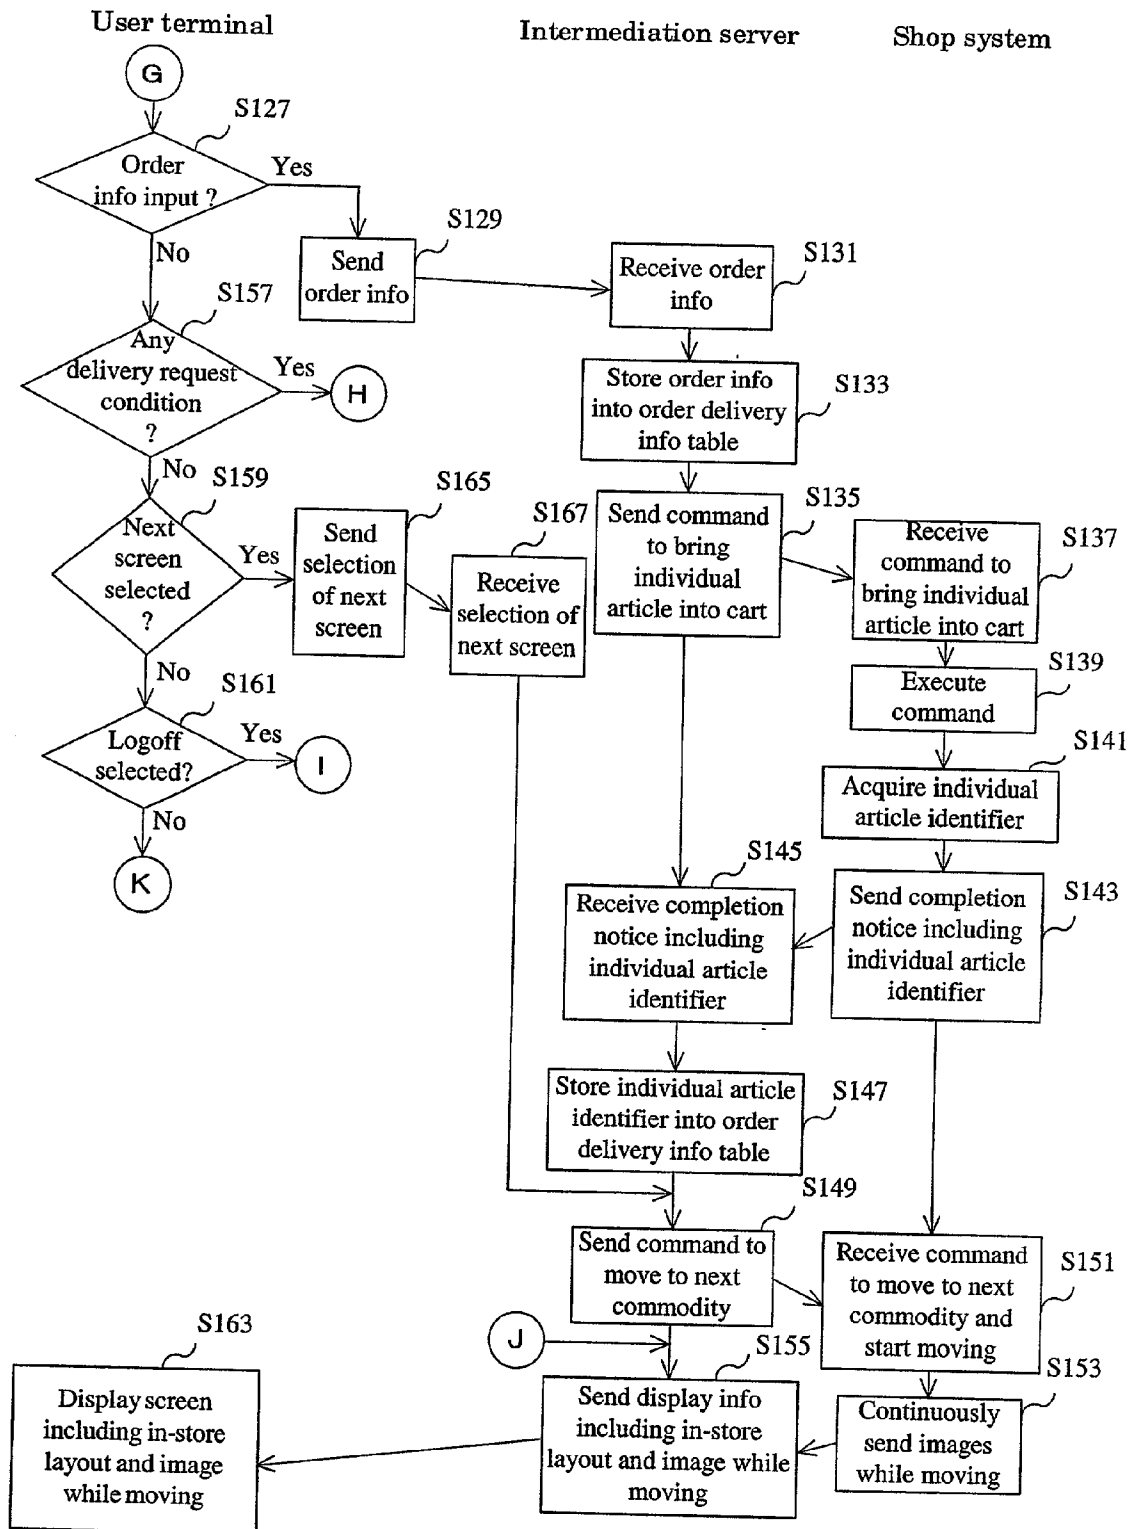 User terminal
Intermediation server
Shop system
G
S127
Order
info input ?
Yes
No
S129
Send
order info
S131
Receive order
info
S157
Any
delivery request
condition
?
Yes
H
No
S133
Store order info
into order delivery
info table
S159
Next
screen
selected
?
Yes
No
S165
Send
selection
of next
screen
S167
Receive
selection of
next screen
S135
Send command
to bring
individual
article into cart
S137
Receive
command to
bring individual
article into cart
S139
Execute
command
S161
Logoff
selected?
Yes
I
No
K
S141
Acquire individual
article identifier
S145
Receive completion
notice including
individual article
identifier
S143
Send completion
notice including
individual article
identifier
S147
Store individual article
identifier into order
delivery info table
S149
Send command to
move to next
commodity
S151
Receive command
to move to next
commodity and
start moving
J
S163
Display screen
including in-store
layout and image
while moving
S155
Send display info
including in-store
layout and image while
moving
S153
Continuously
send images
while moving